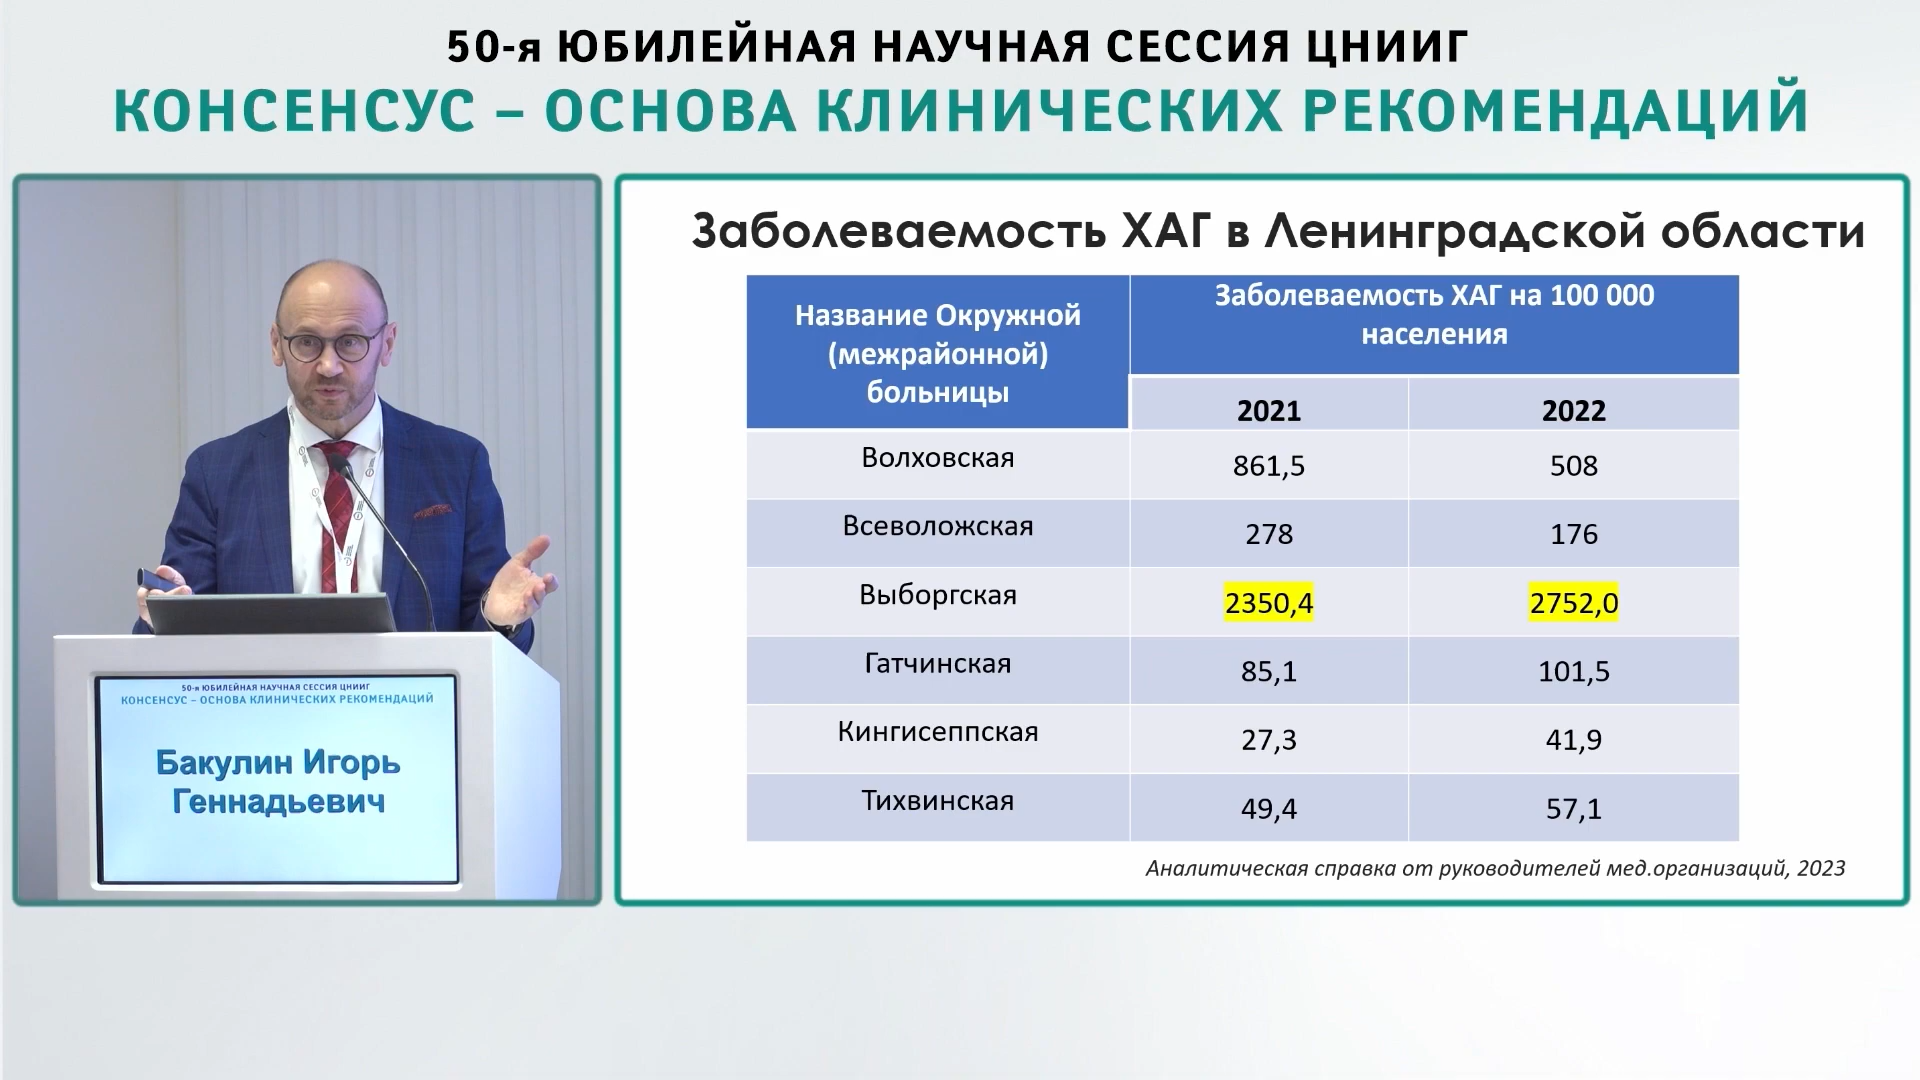 50-я ЮБИЛЕЙНАЯ НАУЧНАЯ СЕССИЯ ЦНИИГ
КОНСЕНСУС – ОСНОВА КЛИНИЧЕСКИХ РЕКОМЕНДАЦИЙ
50-я ЮБИЛЕЙНАЯ НАУЧНАЯ СЕССИЯ ЦНИИГ
КОНСЕНСУС – ОСНОВА КЛИНИЧЕСКИХ РЕКОМЕНДАЦИЙ
Бакулин Игорь
Геннадьевич
Заболеваемость ХАГ в Ленинградской области
Название Окружной
(межрайонной)
больницы
Заболеваемость ХАГ на 100 000
населения
2021 2022
Волховская 861,5 508
Всеволожская 278 176
Выборгская 2350,4 2752,0
Гатчинская 85,1 101,5
Кингисеппская 27,3 41,9
Тихвинская 49,4 57,1
Аналитическая справка от руководителей мед.организаций, 2023